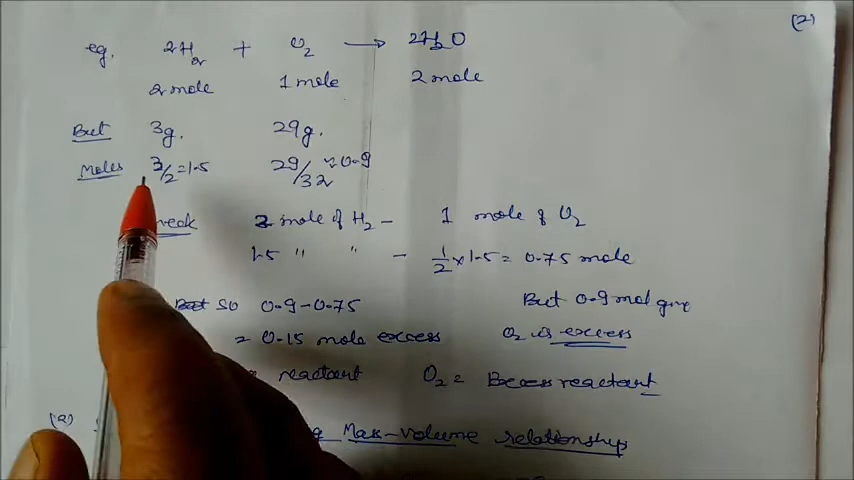 (2)
eg. 2H2 + O2 → 2H2O
2 mole 1 mole 2 mole
But 3g. 29g.
Moles 3/2 = 1.5 29/32 ≈ 0.9
2 mole of H2 - 1 mole of O2
1.5 " " - 1/2 × 1.5 = 0.75 mole
So 0.9-0.75 But 0.9 mol give
= 0.15 mole excess O2 is excess
reactant O2 = Excess reactant
(a) Mass-Volume relationship